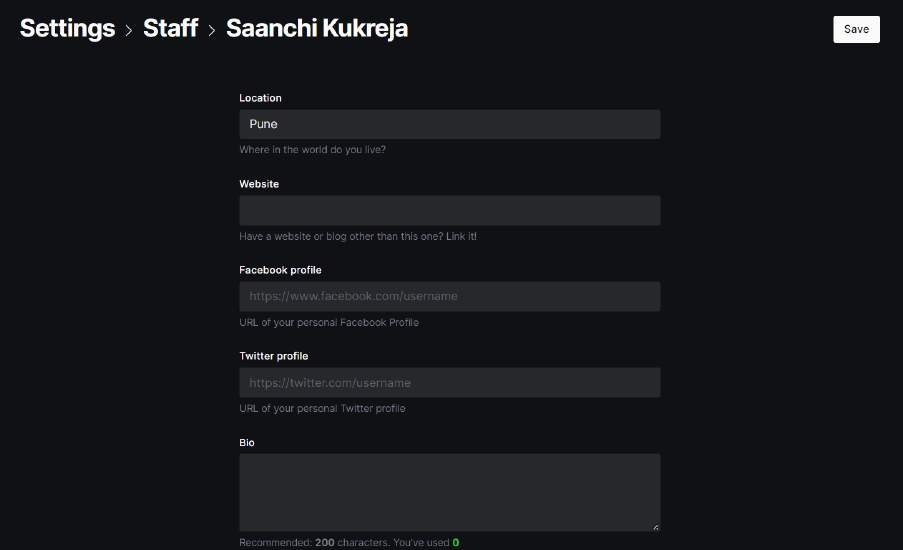 Settings > Staff > Saanchi Kukreja
Save
Location
Pune
Where in the world do you live?
Website
Have a website or blog other than this one? Link it!
Facebook profile
https://www.facebook.com/username
URL of your personal Facebook Profile
Twitter profile
https://twitter.com/username
URL of your personal Twitter profile
Bio
Recommended: 200 characters. You've used 0